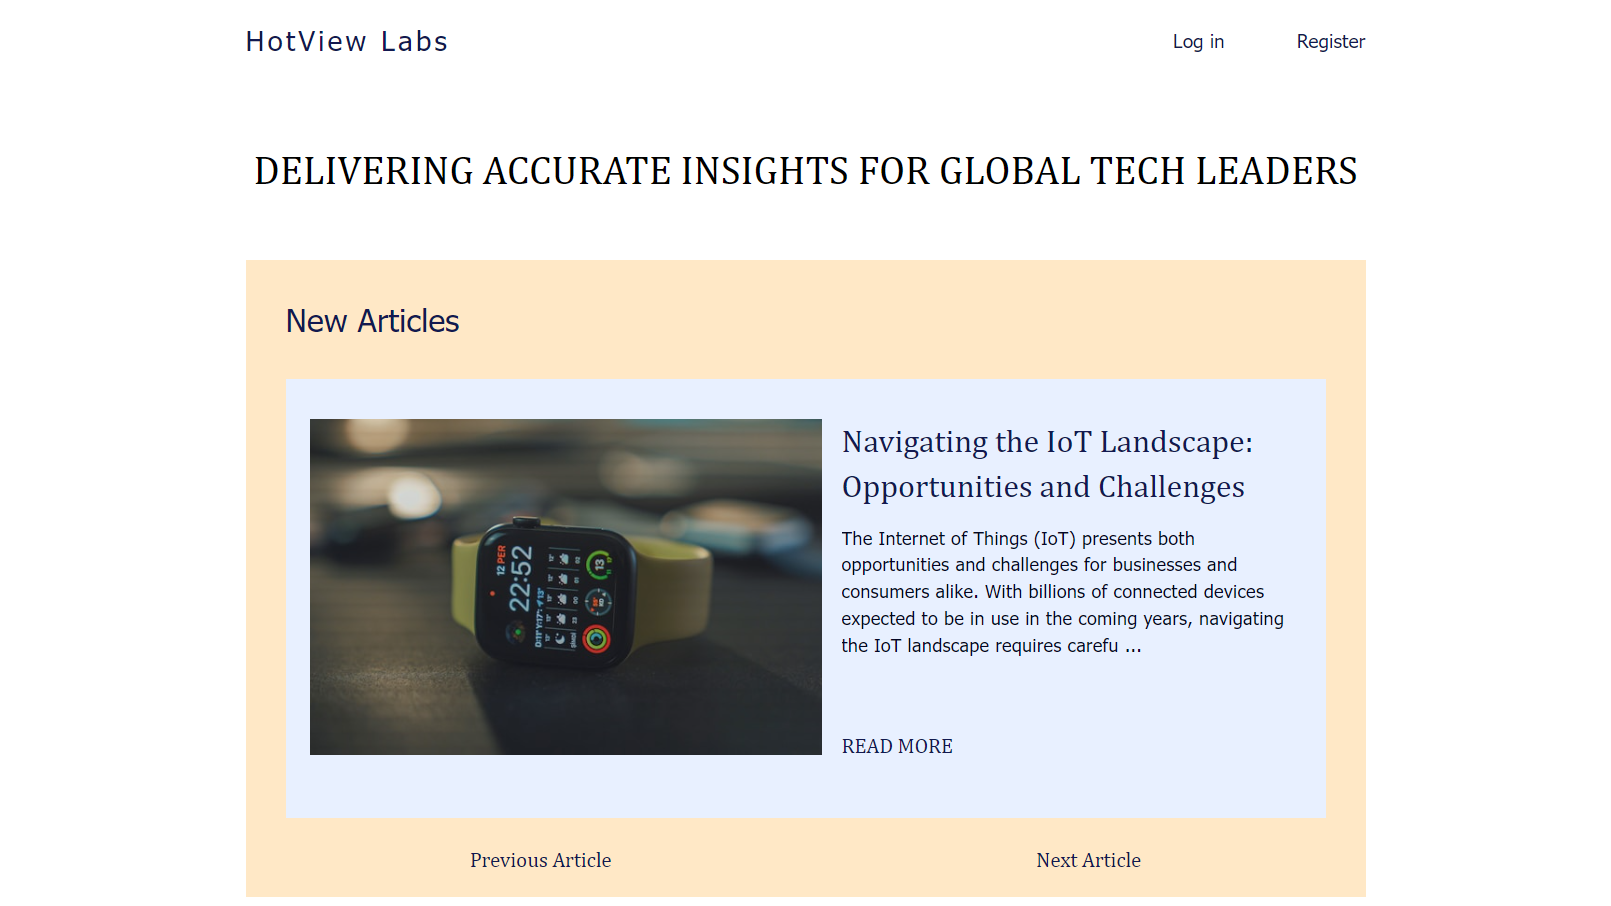 HotView Labs
Log in
Register
DELIVERING ACCURATE INSIGHTS FOR GLOBAL TECH LEADERS
New Articles
12 PER
22:52
13
Navigating the IoT Landscape:
Opportunities and Challenges
The Internet of Things (IoT) presents both
opportunities and challenges for businesses and
consumers alike. With billions of connected devices
expected to be in use in the coming years, navigating
the IoT landscape requires carefu ...
READ MORE
Previous Article
Next Article